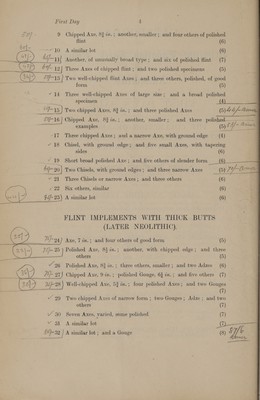 First Day 4
9 Chipped Axe, 8¾ in.; another, smaller; and four others of polished
flint (6)
10 A similar lot (6)
11 Another, of unusually broad type; and six of polished flint (7)
12 Three Axes of chipped flint; and two polished specimens (5)
13 Two well-chipped flint Axes; and three others, polished, of good
form (5)
14 Three well-chipped Axes of large size; and a broad polished
specimen (4)
15 Two chipped Axes, 8¾ in.; and three polished Axes (5)
16 Chipped Axe, 8¾ in.; another, smaller; and three polished
examples (5)
17 Three chipped Axes; and a narrow Axe, with ground edge (4)
18 Chisel, with ground edge; and five small Axes, with tapering
sides (6)
19 Short broad polished Axe; and five others of slender form (6)
20 Two Chisels, with ground edges; and three narrow Axes (5)
21 Three Chisels or narrow Axes; and three others (6)
22 Six others, similar (6)
23 A similar lot (8)
FLINT IMPLEMENTS WITH THICK BUTTS
(LATER NEOLITHIC)
24 Axe, 7 in.; and four others of good form (5)
25 Polished Axe, 8¾ in.; another, with chipped edge; and three
others (5)
26 Polished Axe, 9¾ in.; three others, smaller; and two Adzes (6)
27 Chipped Axe, 9 in.; polished Gouge, 6¾ in.; and five others (7)
28 Well-chipped Axe, 5¾ in.; four polished Axes; and two Gouges
(7)
29 Two chipped Axes of narrow form; two Gouges; Adze; and two
others (7)
30 Seven Axes, varied, some polished (7)
31 A similar lot (7)
32 A similar lot; and a Gouge (8)